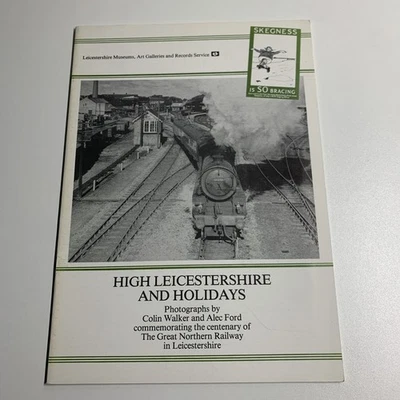 Leicestershire Museums, Art Galleries and Records Service
SKEGNESS
IS SO BRACING
HIGH LEICESTERSHIRE
AND HOLIDAYS
Photographs by
Colin Walker and Alec Ford
commemorating the centenary of
The Great Northern Railway
in Leicestershire